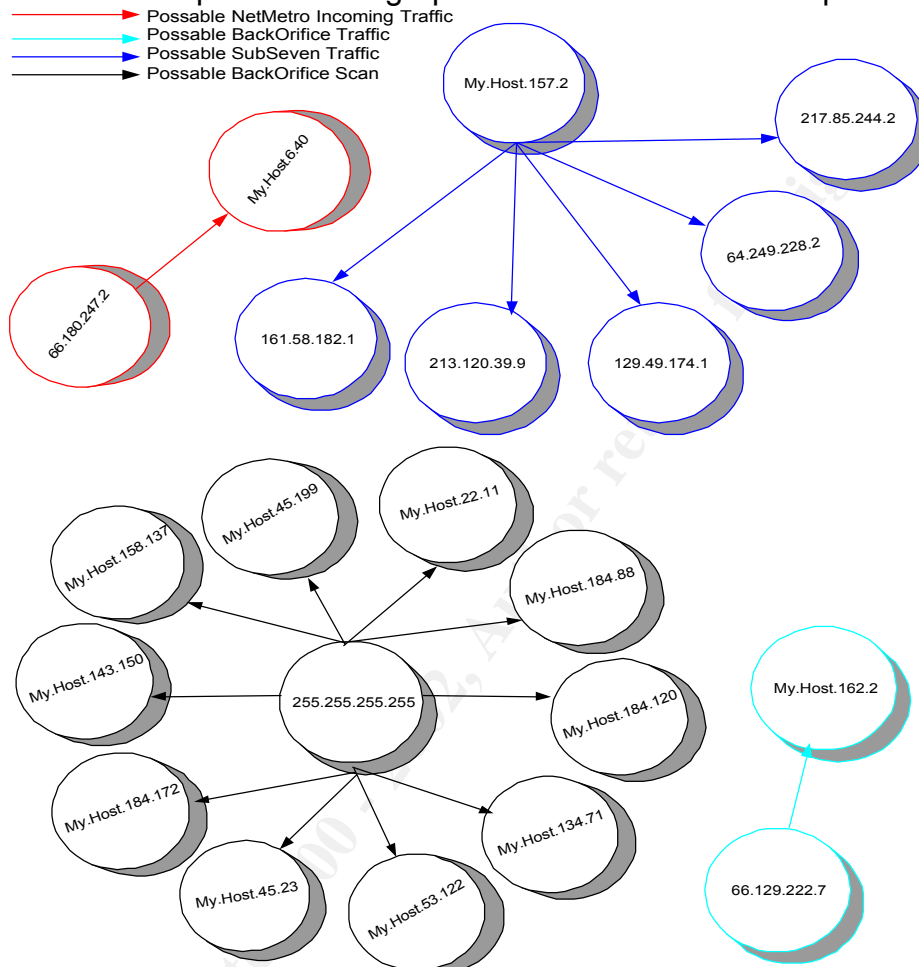 Possable NetMetro Incoming Traffic
Possable BackOrifice Traffic
Possable SubSeven Traffic
Possable BackOrifice Scan
My.Host.157.2
217.85.244.2
My.Host.6.40
64.249.228.2
66.180.247.2
161.58.182.1
213.120.39.9
129.49.174.1
My.Host.45.199
My.Host.22.11
My.Host.158.137
My.Host.184.88
My.Host.143.150
255.255.255.255
My.Host.184.120
My.Host.162.2
My.Host.184.172
My.Host.134.71
My.Host.45.23
My.Host.53.122
66.129.222.7